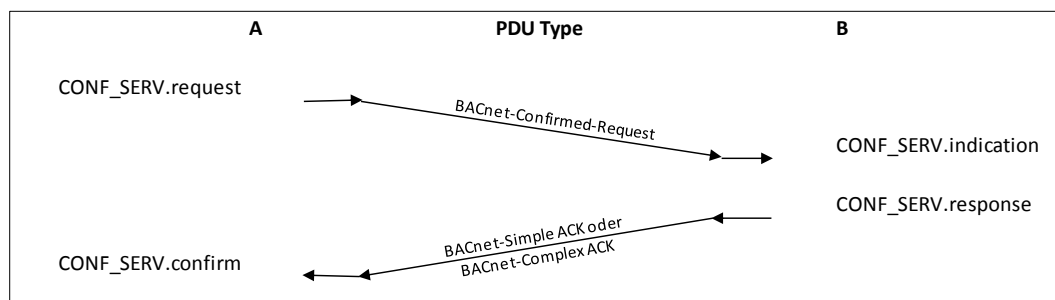 A PDU Type B
CONF_SERV.request
BACnet-Confirmed-Request
CONF_SERV.indication
CONF_SERV.response
BACnet-Simple ACK oder
BACnet-Complex ACK
CONF_SERV.confirm